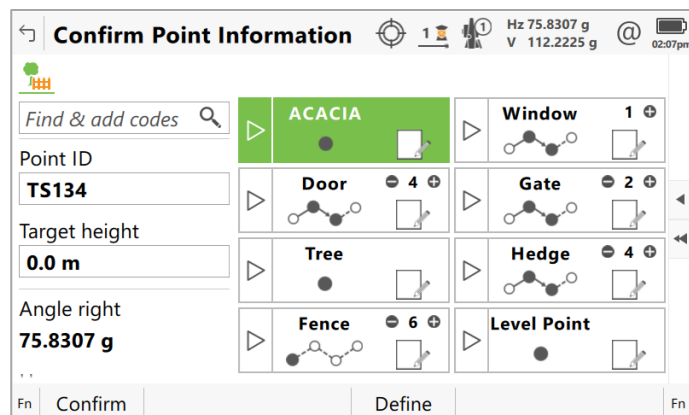 Confirm Point Information
1
1
Hz 75.8307 g
V 112.2225 g
@
02:07pm
Find & add codes
Point ID
TS134
Target height
0.0 m
Angle right
75.8307 g
ACACIA
Window 1
Door 4
Gate 2
Tree
Hedge 4
Fence 6
Level Point
Fn Confirm Define Fn